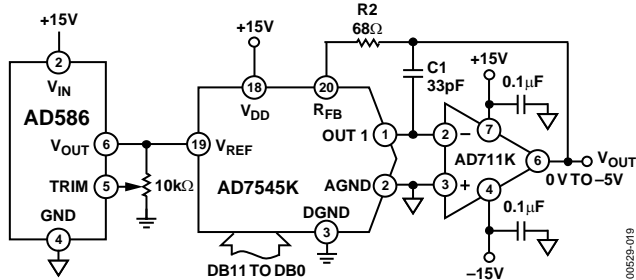 R2
68Ω
+15V
+15V
C1
33pF
+15V
0.1µF
2
VIN
AD586
VOUT
6
TRIM
5
10kΩ
GND
4
18
VDD
20
RFB
19
VREF
OUT 1
1
AD7545K
AGND
2
DGND
3
DB11 TO DB0
2
–
7
AD711K
6
VOUT
0V TO –5V
3
+
4
0.1µF
–15V
00529-019